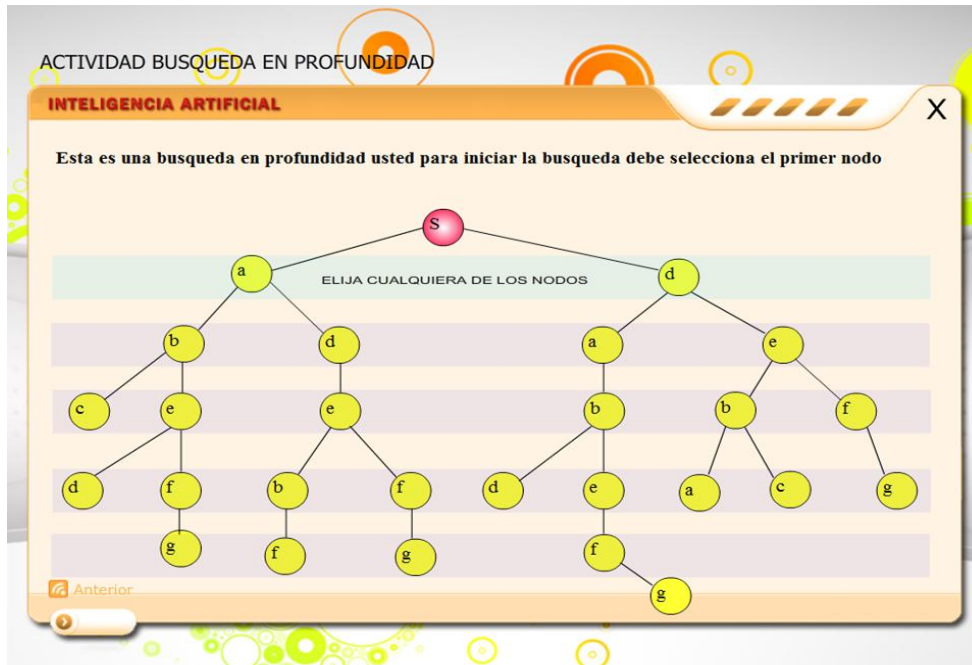 ACTIVIDAD BUSQUEDA EN PROFUNDIDAD
INTELIGENCIA ARTIFICIAL
X
Esta es una busqueda en profundidad usted para iniciar la busqueda debe selecciona el primer nodo
S
a ELIJA CUALQUIERA DE LOS NODOS d
b d a e
c e e b b f
d f b f d e a c g
g f g f
Anterior
g